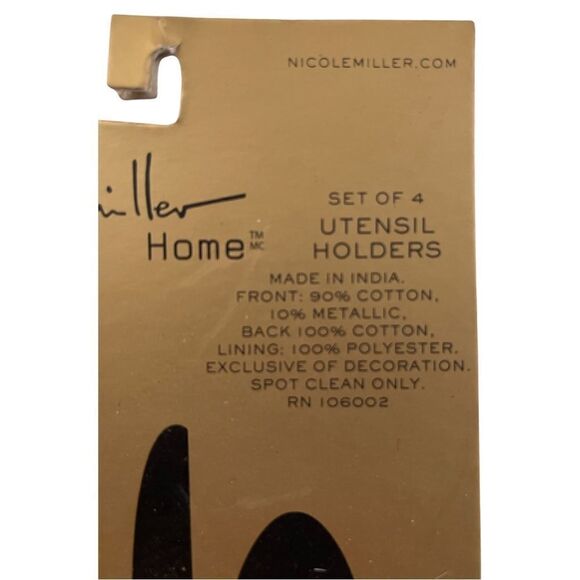 NICOLEMILLER.COM
miller
Home™ MC
SET OF 4
UTENSIL
HOLDERS
MADE IN INDIA.
FRONT: 90% COTTON,
10% METALLIC,
BACK 100% COTTON,
LINING: 100% POLYESTER.
EXCLUSIVE OF DECORATION.
SPOT CLEAN ONLY.
RN 106002